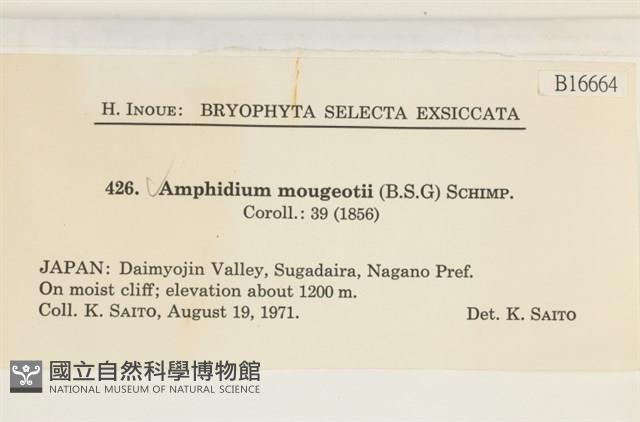 B16664
H. INOUE: BRYOPHYTA SELECTA EXSICCATA
426. Amphidium mougeotii (B.S.G) SCHIMP.
Coroll.: 39 (1856)
JAPAN: Daimyojin Valley, Sugadaira, Nagano Pref.
On moist cliff; elevation about 1200 m.
Coll. K. SAITO, August 19, 1971. Det. K. SAITO
國立自然科學博物館
NATIONAL MUSEUM OF NATURAL SCIENCE